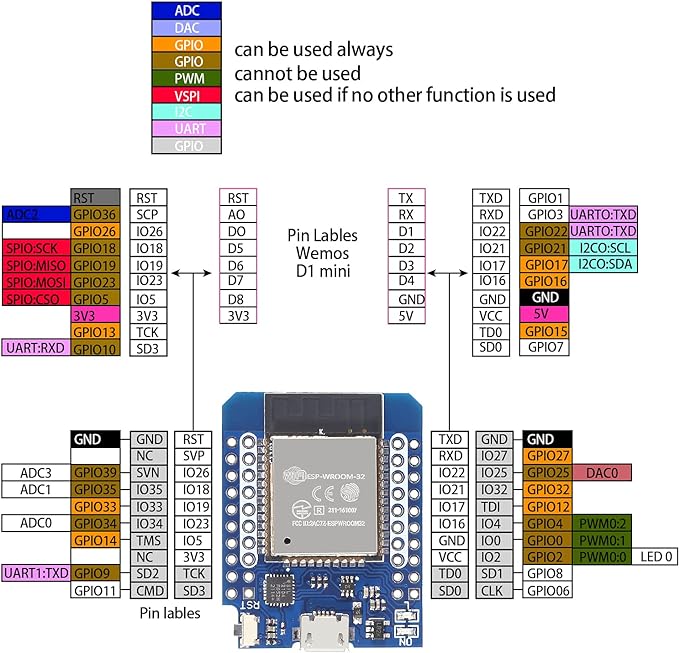 ADC
DAC
GPIO
GPIO
PWM
VSPI
I2C
UART
GPIO
can be used always
cannot be used
can be used if no other function is used
RST RST
ADC2 GPIO36 SCP
GPIO26 IO26
SPIO:SCK GPIO18 IO18
SPIO:MISO GPIO19 IO19
SPIO:MOSI GPIO23 IO23
SPIO:CSO GPIO5 IO5
3V3 3V3
GPIO13 TCK
UART:RXD GPIO10 SD3
RST
AO
DO
D5
D6
D7
D8
3V3
Pin Lables
Wemos
D1 mini
TX
RX
D1
D2
D3
D4
GND
5V
TXD GPIO1
RXD GPIO3 UARTO:TXD
IO22 GPIO22 UARTO:TXD
IO21 GPIO21 I2CO:SCL
IO17 GPIO17 I2CO:SDA
IO16 GPIO16
GND GND
VCC 5V
TD0 GPIO15
SD0 GPIO7
GND GND RST
NC SVP
ADC3 GPIO39 SVN IO26
ADC1 GPIO35 IO35 IO18
GPIO33 IO33 IO19
ADC0 GPIO34 IO34 IO23
GPIO14 TMS IO5
NC 3V3
UART1:TXD GPIO9 SD2 TCK
GPIO11 CMD SD3
Pin lables
WiFi
ESP-WROOM-32
CE
211-161007
FCC ID:2AC7Z-ESPWROOM32
RST
L
ON
TXD GND GND
RXD IO27 GPIO27
IO22 IO25 GPIO25 DAC0
IO21 IO32 GPIO32
IO17 TDI GPIO12
IO16 IO4 GPIO4 PWM0:2
GND IO0 GPIO0 PWM0:1
VCC IO2 GPIO2 PWM0:0 LED 0
TD0 SD1 GPIO8
SD0 CLK GPIO06